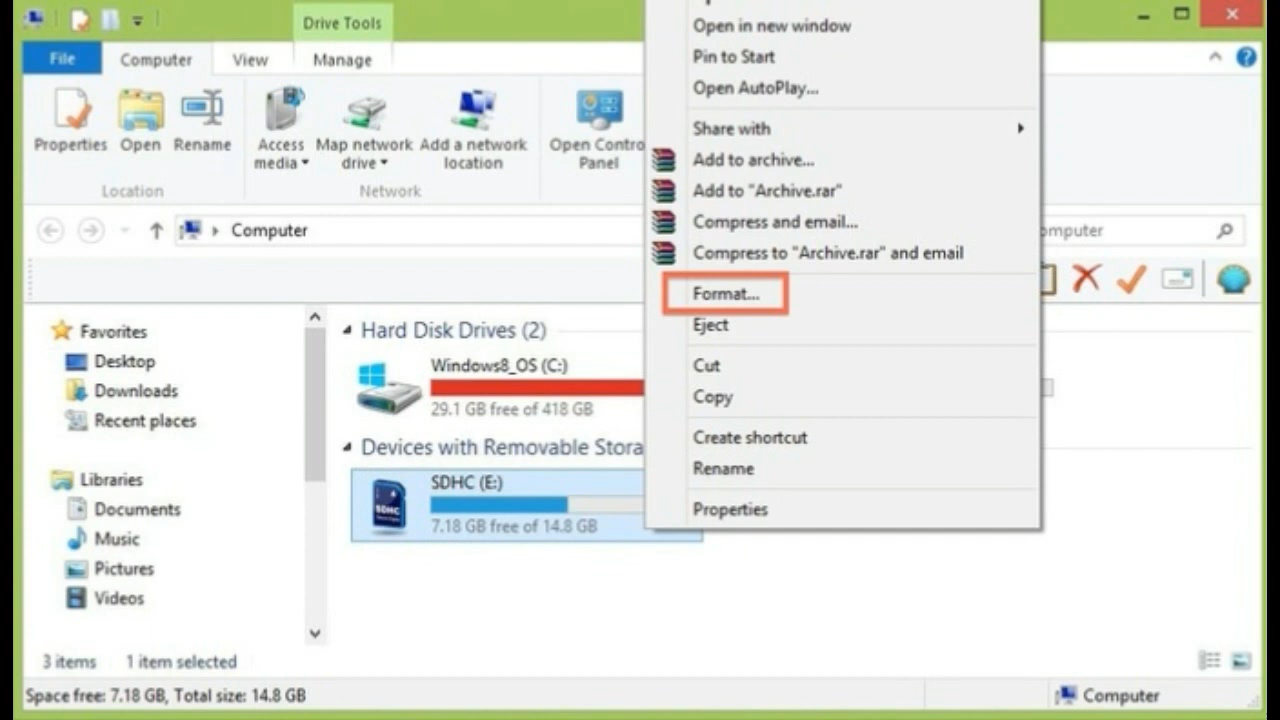 Drive Tools
File
Computer
View
Manage
Properties
Open
Rename
Access media
Map network drive
Add a network location
Open Contro
Panel
Location
Network
Computer
omputer
Open in new window
Pin to Start
Open AutoPlay...
Share with
Add to archive...
Add to "Archive.rar"
Compress and email...
Compress to "Archive.rar" and email
Format...
Eject
Cut
Copy
Create shortcut
Rename
Properties
Favorites
Desktop
Downloads
Recent places
Libraries
Documents
Music
Pictures
Videos
Hard Disk Drives (2)
Windows8_OS (C:)
29.1 GB free of 418 GB
Devices with Removable Stora
SDHC (E:)
SDHC
7.18 GB free of 14.8 GB
3 items
1 item selected
Space free: 7.18 GB, Total size: 14.8 GB
Computer